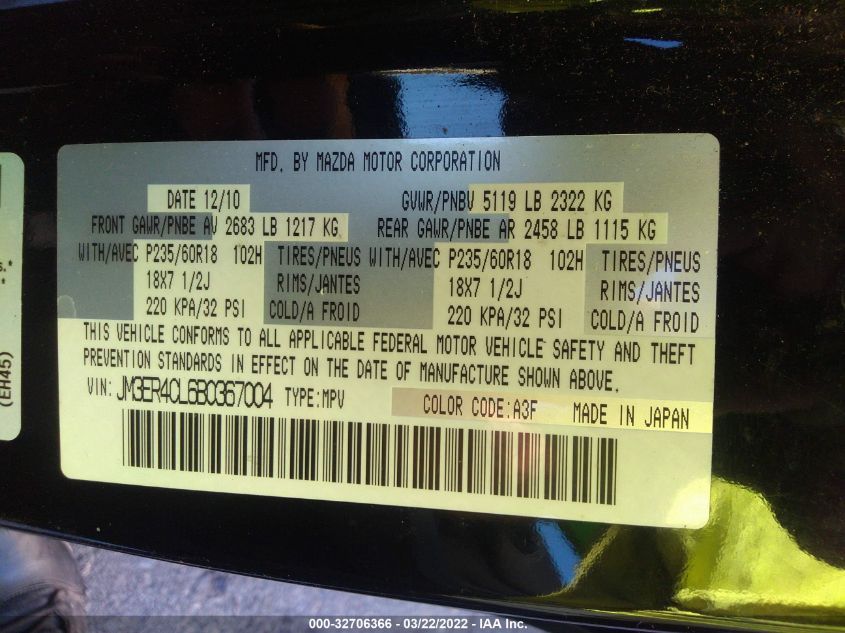 MFD. BY MAZDA MOTOR CORPORATION
DATE 12/10 GVWR/PNBV 5119 LB 2322 KG
FRONT GAWR/PNBE AV 2683 LB 1217 KG REAR GAWR/PNBE AR 2458 LB 1115 KG
WITH/AVEC P235/60R18 102H TIRES/PNEUS WITH/AVEC P235/60R18 102H TIRES/PNEUS
18X7 1/2J RIMS/JANTES 18X7 1/2J RIMS/JANTES
220 KPA/32 PSI COLD/A FROID 220 KPA/32 PSI COLD/A FROID
THIS VEHICLE CONFORMS TO ALL APPLICABLE FEDERAL MOTOR VEHICLE SAFETY AND THEFT
PREVENTION STANDARDS IN EFFECT ON THE DATE OF MANUFACTURE SHOWN ABOVE.
VIN: JM3ER4CL6B0367004 TYPE:MPV COLOR CODE:A3F MADE IN JAPAN
(EH45)
000-32706366 - 03/22/2022 - IAA Inc.